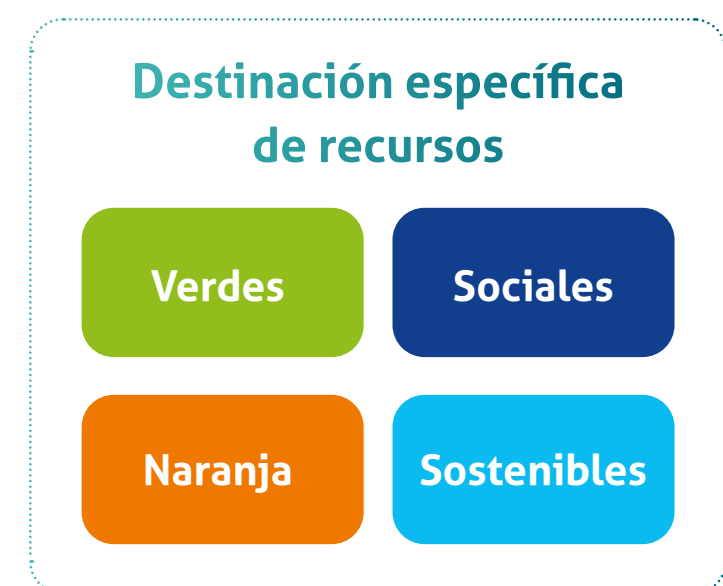 Destinación específica
de recursos
Verdes
Sociales
Naranja
Sostenibles